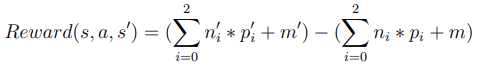 Reward(s, a, s′) = (∑_{i=0}^{2} n′_i * p′_i + m′) − (∑_{i=0}^{2} n_i * p_i + m)